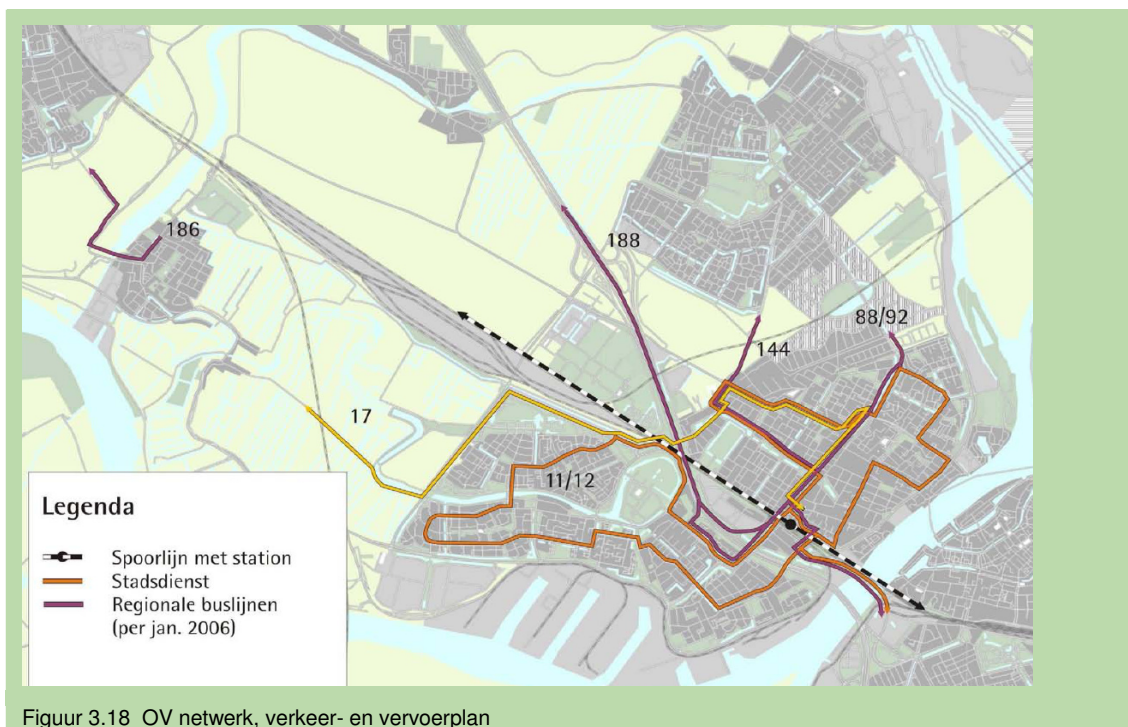 186
188
88/92
144
17
11/12
Legenda
Spoorlijn met station
Stadsdienst
Regionale buslijnen
(per jan. 2006)
Figuur 3.18 OV netwerk, verkeer- en vervoerplan